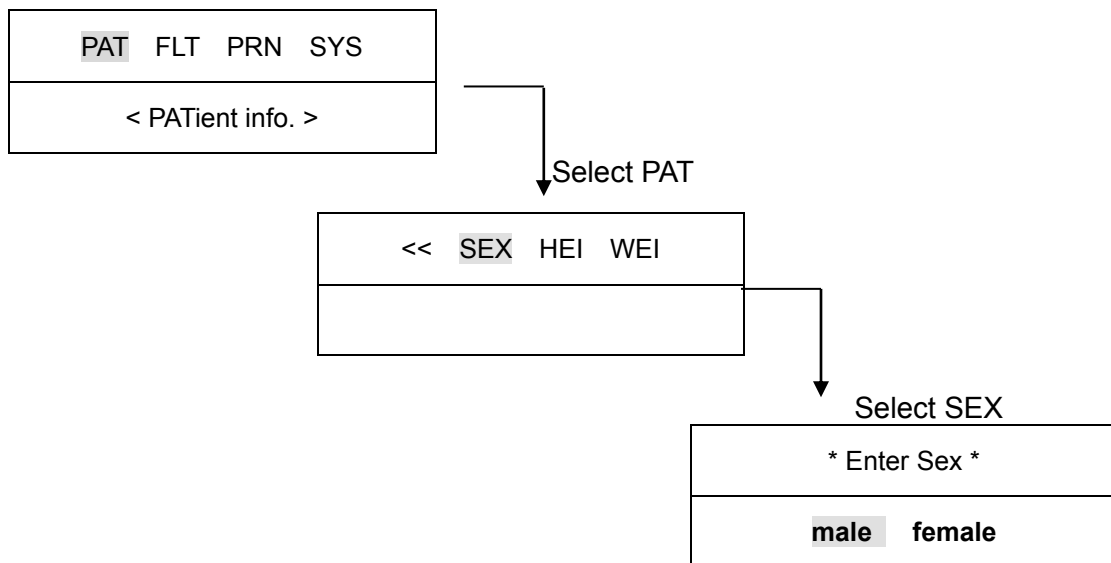 PAT FLT PRN SYS
< PATient info. >
Select PAT
<< SEX HEI WEI
Select SEX
* Enter Sex *
male female